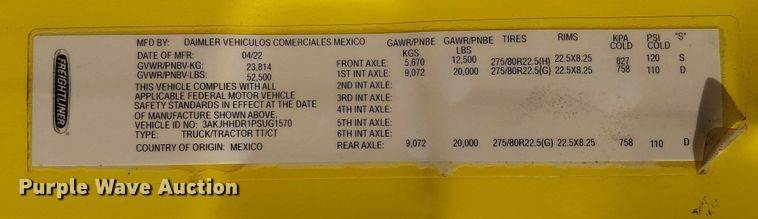 FREIGHTLINER
MFD BY: DAIMLER VEHICULOS COMERCIALES MEXICO
DATE OF MFR: 04/22
GVWR/PNBV-KG: 23,814
GVWR/PNBV-LBS: 52,500
THIS VEHICLE COMPLIES WITH ALL
APPLICABLE FEDERAL MOTOR VEHICLE
SAFETY STANDARDS IN EFFECT AT THE DATE
OF MANUFACTURE SHOWN ABOVE.
VEHICLE ID NO: 3AKJHHDR1PSUG1570
TYPE: TRUCK/TRACTOR TT/CT
COUNTRY OF ORIGIN: MEXICO
GAWR/PNBE KGS GAWR/PNBE LBS TIRES RIMS KPA COLD PSI COLD "S"
FRONT AXLE: 5,670 12,500 275/80R22.5(H) 22.5X8.25 827 120 S
1ST INT AXLE: 9,072 20,000 275/80R22.5(G) 22.5X8.25 758 110 D
2ND INT AXLE:
3RD INT AXLE:
4TH INT AXLE:
5TH INT AXLE:
6TH INT AXLE:
REAR AXLE: 9,072 20,000 275/80R22.5(G) 22.5X8.25 758 110 D
Purple Wave Auction